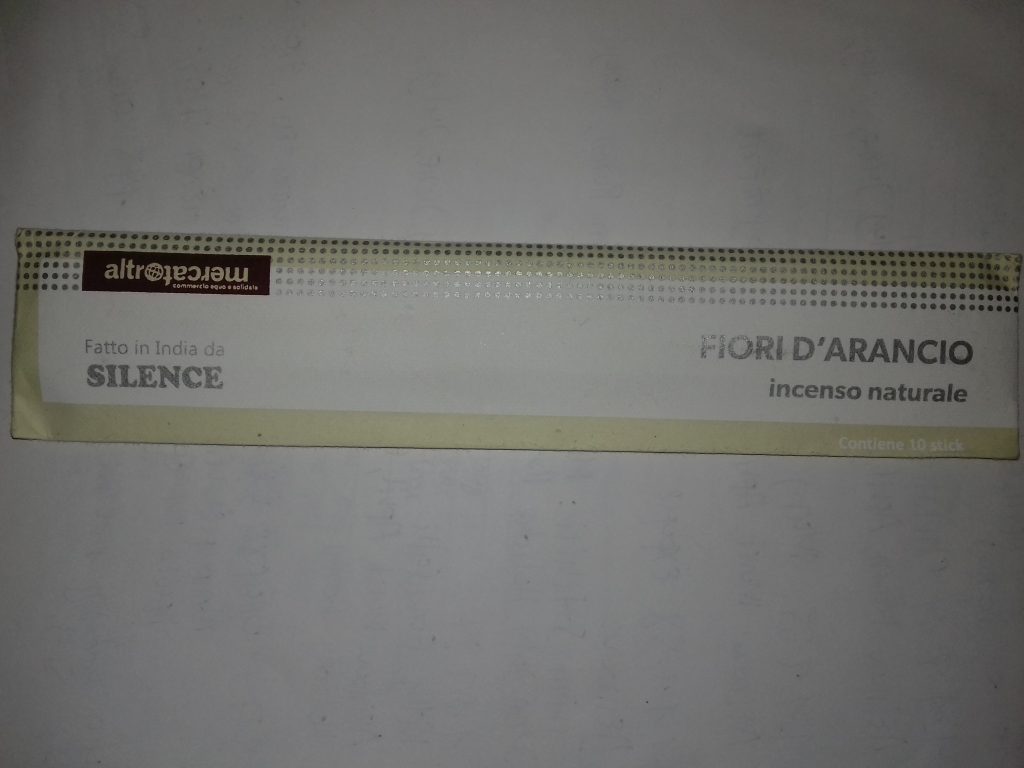 altromercato
commercio equo e solidale
Fatto in India da
SILENCE
FIORI D'ARANCIO
incenso naturale
Contiene 10 stick